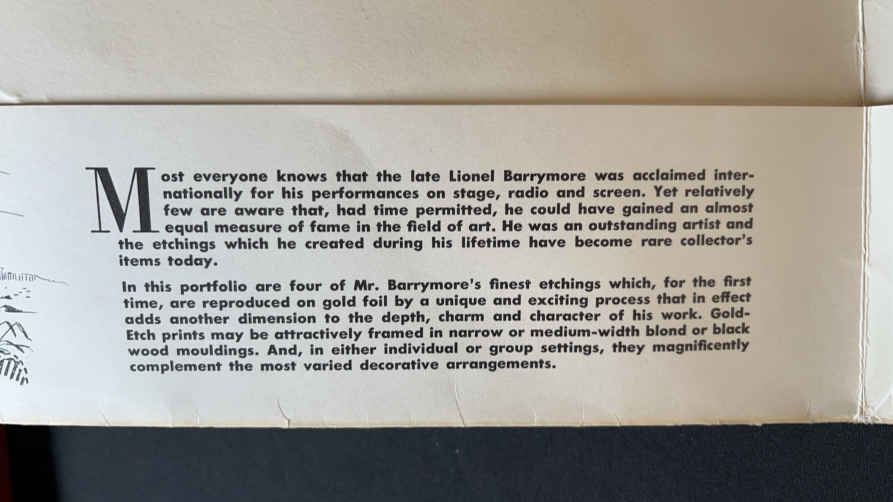 Most everyone knows that the late Lionel Barrymore was acclaimed inter-
nationally for his performances on stage, radio and screen. Yet relatively
few are aware that, had time permitted, he could have gained an almost
equal measure of fame in the field of art. He was an outstanding artist and
the etchings which he created during his lifetime have become rare collector's
items today.
In this portfolio are four of Mr. Barrymore's finest etchings which, for the first
time, are reproduced on gold foil by a unique and exciting process that in effect
adds another dimension to the depth, charm and character of his work. Gold-
Etch prints may be attractively framed in narrow or medium-width blond or black
wood mouldings. And, in either individual or group settings, they magnificently
complement the most varied decorative arrangements.